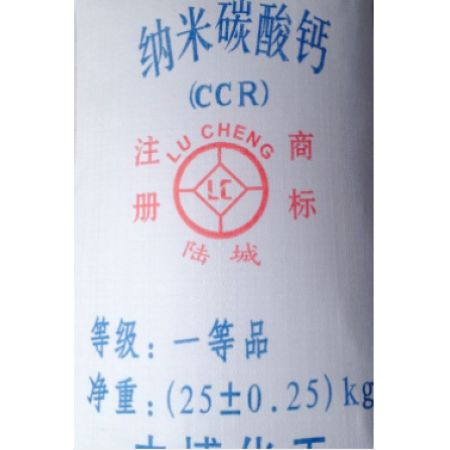 纳米碳酸钙
(CCR)
LU CHENG
注册
商标
LC
陆城
等级:一等品
净重:(25±0.25)kg